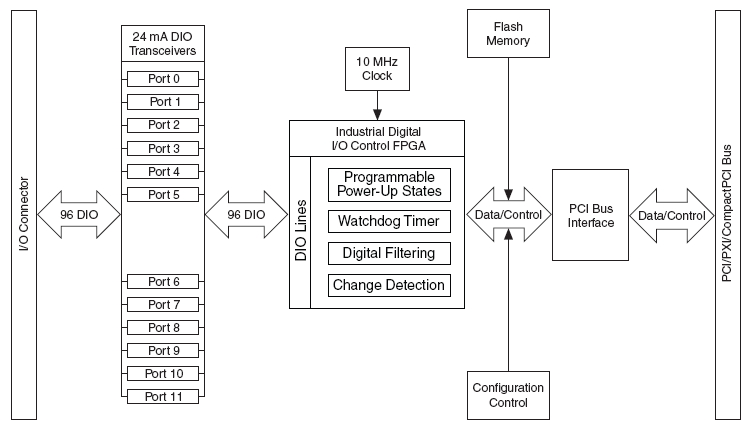 I/O Connector
96 DIO
24 mA DIO
Transceivers
Port 0
Port 1
Port 2
Port 3
Port 4
Port 5
Port 6
Port 7
Port 8
Port 9
Port 10
Port 11
96 DIO
10 MHz
Clock
Industrial Digital
I/O Control FPGA
DIO Lines
Programmable
Power-Up States
Watchdog Timer
Digital Filtering
Change Detection
Flash
Memory
Data/Control
Configuration
Control
PCI Bus
Interface
Data/Control
PCI/PXI/CompactPCI Bus